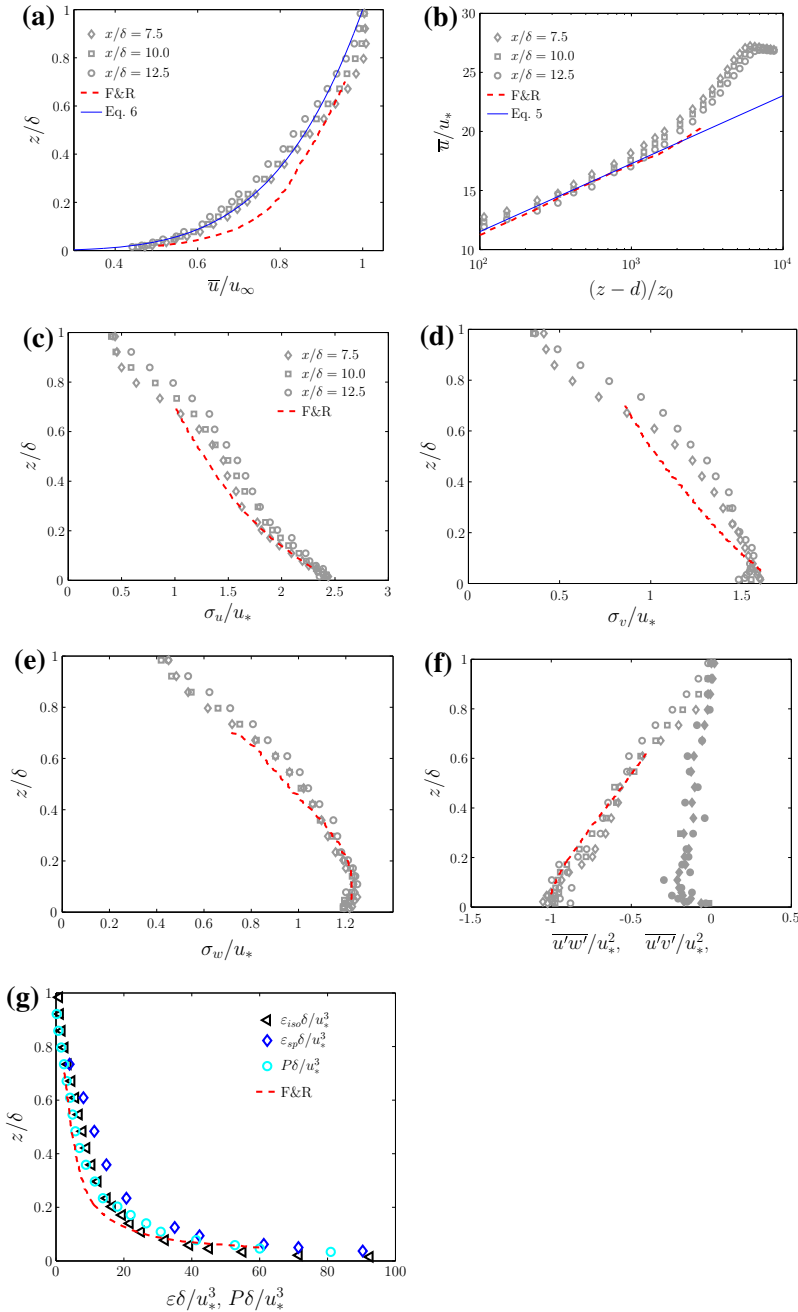 (a)
x/δ = 7.5
x/δ = 10.0
x/δ = 12.5
F&R
Eq. 6
z/δ
1
0.8
0.6
0.4
0.2
0
0.4 0.6 0.8 1
u̅/u∞
(b)
x/δ = 7.5
x/δ = 10.0
x/δ = 12.5
F&R
Eq. 5
u̅/u*
30
25
20
15
10
10² 10³ 10⁴
(z − d)/z₀
(c)
x/δ = 7.5
x/δ = 10.0
x/δ = 12.5
F&R
z/δ
1
0.8
0.6
0.4
0.2
0
0 0.5 1 1.5 2 2.5 3
σᵤ/u*
(d)
z/δ
1
0.8
0.6
0.4
0.2
0
0 0.5 1 1.5
σᵥ/u*
(e)
z/δ
1
0.8
0.6
0.4
0.2
0
0 0.2 0.4 0.6 0.8 1.0 1.2
σ_w/u*
(f)
z/δ
1
0.8
0.6
0.4
0.2
0
-1.5 -1 -0.5 0 0.5
u′w′/u*², u′v′/u*²,
(g)
ε_iso δ/u*³
ε_sp δ/u*³
Pδ/u*³
F&R
z/δ
1
0.8
0.6
0.4
0.2
0
0 20 40 60 80 100
εδ/u*³, Pδ/u*³